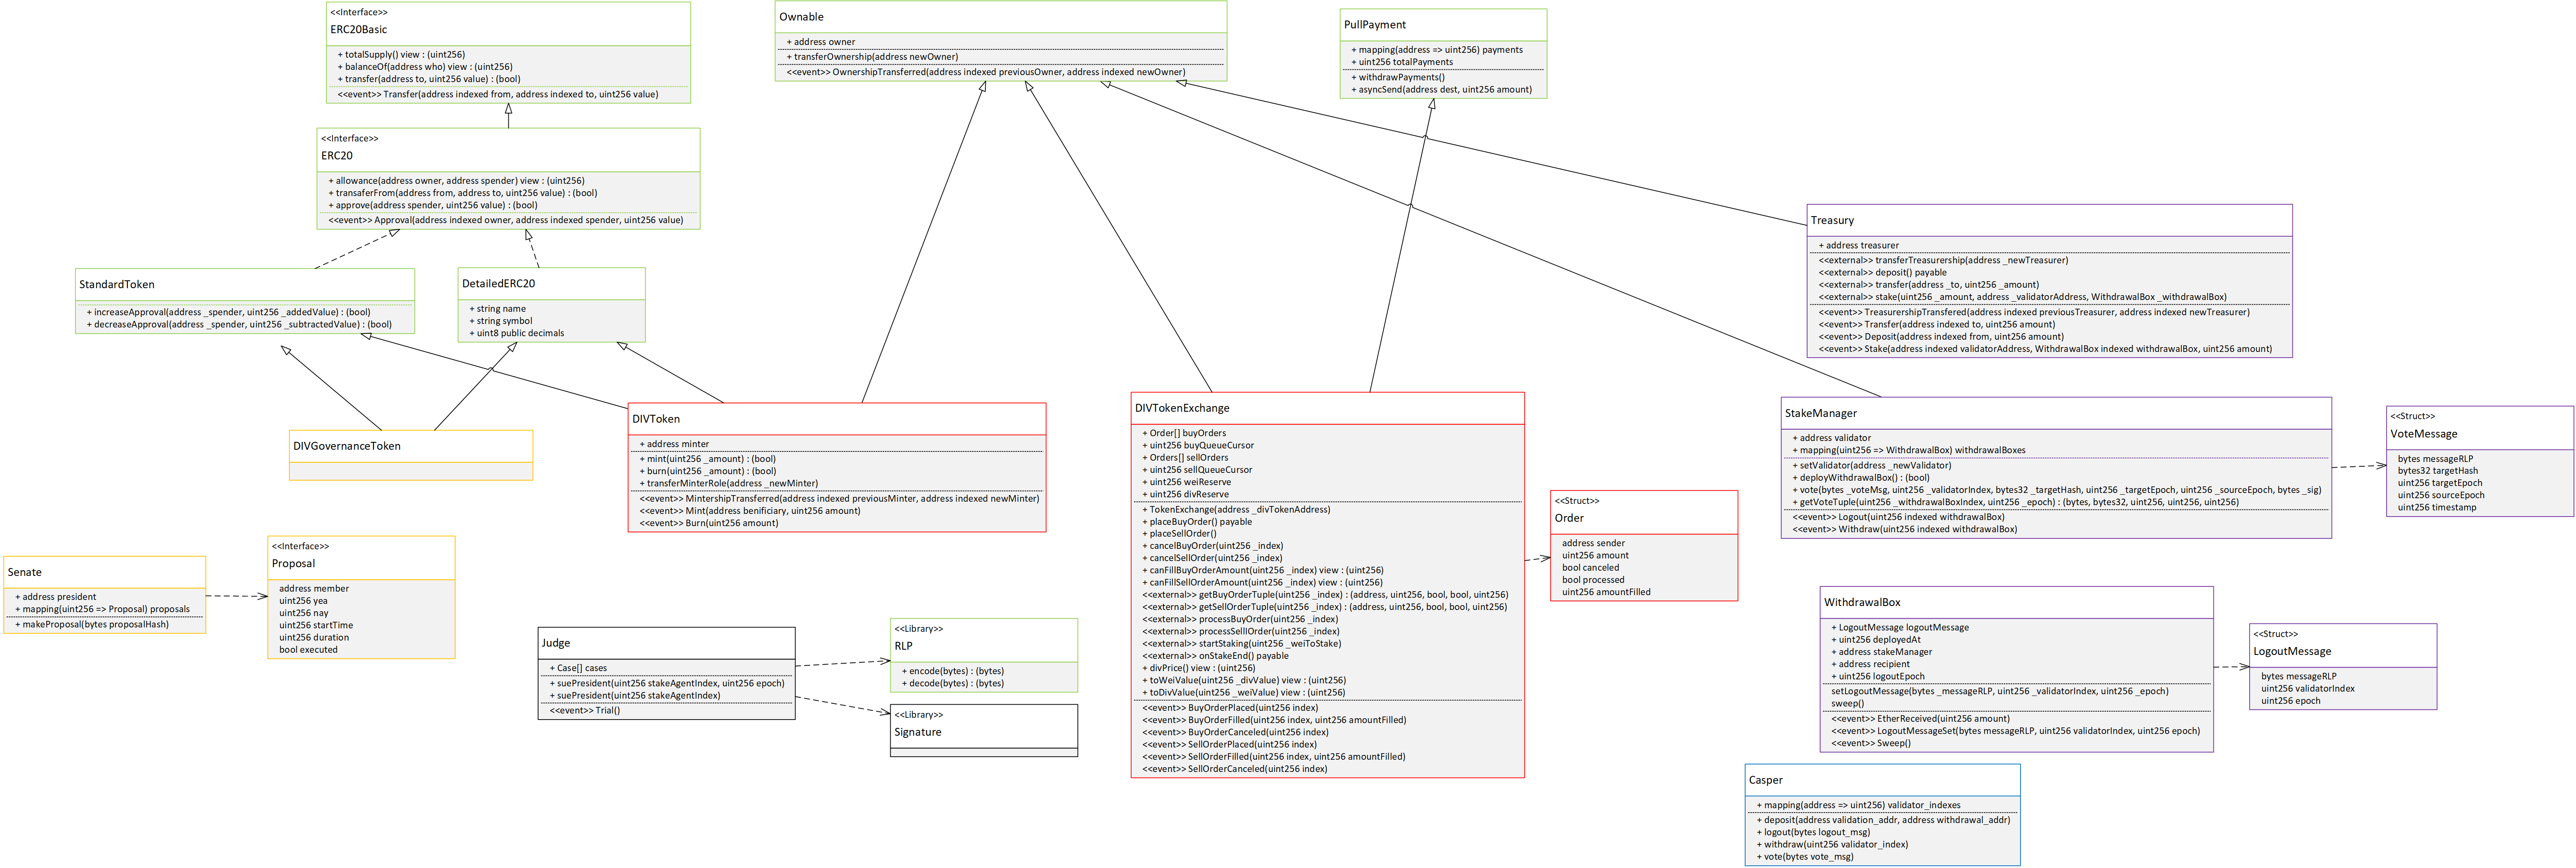 <<Interface>>
ERC20Basic
+ totalSupply() view : (uint256)
+ balanceOf(address who) view : (uint256)
+ transfer(address to, uint256 value) : (bool)
<<event>> Transfer(address indexed from, address indexed to, uint256 value)
Ownable
+ address owner
+ transferOwnership(address newOwner)
<<event>> OwnershipTransferred(address indexed previousOwner, address indexed newOwner)
PullPayment
+ mapping(address => uint256) payments
+ uint256 totalPayments
+ withdrawPayments()
+ asyncSend(address dest, uint256 amount)
<<Interface>>
ERC20
+ allowance(address owner, address spender) view : (uint256)
+ transaferFrom(address from, address to, uint256 value) : (bool)
+ approve(address spender, uint256 value) : (bool)
<<event>> Approval(address indexed owner, address indexed spender, uint256 value)
Treasury
+ address treasurer
<<external>> transferTreasurership(address _newTreasurer)
<<external>> deposit() payable
<<external>> transfer(address _to, uint256 _amount)
<<external>> stake(uint256 _amount, address _validatorAddress, WithdrawalBox _withdrawalBox)
<<event>> TreasurershipTransfered(address indexed previousTreasurer, address indexed newTreasurer)
<<event>> Transfer(address indexed to, uint256 amount)
<<event>> Deposit(address indexed from, uint256 amount)
<<event>> Stake(address indexed validatorAddress, WithdrawalBox indexed withdrawalBox, uint256 amount)
StandardToken
+ increaseApproval(address _spender, uint256 _addedValue) : (bool)
+ decreaseApproval(address _spender, uint256 _subtractedValue) : (bool)
DetailedERC20
+ string name
+ string symbol
+ uint8 public decimals
DIVGovernanceToken
DIVToken
+ address minter
+ mint(uint256 _amount) : (bool)
+ burn(uint256 _amount) : (bool)
+ transferMinterRole(address _newMinter)
<<event>> MintershipTransferred(address indexed previousMinter, address indexed newMinter)
<<event>> Mint(address benificiary, uint256 amount)
<<event>> Burn(uint256 amount)
DIVTokenExchange
+ Order[] buyOrders
+ uint256 buyQueueCursor
+ Orders[] sellOrders
+ uint256 sellQueueCursor
+ uint256 weiReserve
+ uint256 divReserve
+ TokenExchange(address _divTokenAddress)
+ placeBuyOrder() payable
+ placeSellOrder()
+ cancelBuyOrder(uint256 _index)
+ cancelSellOrder(uint256 _index)
+ canFillBuyOrderAmount(uint256 _index) view : (uint256)
+ canFillSellOrderAmount(uint256 _index) view : (uint256)
<<external>> getBuyOrderTuple(uint256 _index) : (address, uint256, bool, bool, uint256)
<<external>> getSellOrderTuple(uint256 _index) : (address, uint256, bool, bool, uint256)
<<external>> processBuyOrder(uint256 _index)
<<external>> processSellIOrder(uint256 _index)
<<external>> startStaking(uint256 _weiToStake)
<<external>> onStakeEnd() payable
+ divPrice() view : (uint256)
+ toWeiValue(uint256 _divValue) view : (uint256)
+ toDivValue(uint256 _weiValue) view : (uint256)
<<event>> BuyOrderPlaced(uint256 index)
<<event>> BuyOrderFilled(uint256 index, uint256 amountFilled)
<<event>> BuyOrderCanceled(uint256 index)
<<event>> SellOrderPlaced(uint256 index)
<<event>> SellOrderFilled(uint256 index, uint256 amountFilled)
<<event>> SellOrderCanceled(uint256 index)
<<Struct>>
Order
address sender
uint256 amount
bool canceled
bool processed
uint256 amountFilled
StakeManager
+ address validator
+ mapping(uint256 => WithdrawalBox) withdrawalBoxes
+ setValidator(address _newValidator)
+ deployWithdrawalBox() : (bool)
+ vote(bytes _voteMsg, uint256 _validatorIndex, bytes32 _targetHash, uint256 _targetEpoch, uint256 _sourceEpoch, bytes _sig)
+ getVoteTuple(uint256 _withdrawalBoxIndex, uint256 _epoch) : (bytes, bytes32, uint256, uint256, uint256)
<<event>> Logout(uint256 indexed withdrawalBox)
<<event>> Withdraw(uint256 indexed withdrawalBox)
<<Struct>>
VoteMessage
bytes messageRLP
bytes32 targetHash
uint256 targetEpoch
uint256 sourceEpoch
uint256 timestamp
Senate
+ address president
+ mapping(uint256 => Proposal) proposals
+ makeProposal(bytes proposalHash)
<<Interface>>
Proposal
address member
uint256 yea
uint256 nay
uint256 startTime
uint256 duration
bool executed
Judge
+ Case[] cases
+ suePresident(uint256 stakeAgentIndex, uint256 epoch)
+ suePresident(uint256 stakeAgentIndex)
<<event>> Trial()
<<Library>>
RLP
+ encode(bytes) : (bytes)
+ decode(bytes) : (bytes)
<<Library>>
Signature
WithdrawalBox
+ LogoutMessage logoutMessage
+ uint256 deployedAt
+ address stakeManager
+ address recipient
+ uint256 logoutEpoch
setLogoutMessage(bytes _messageRLP, uint256 _validatorIndex, uint256 _epoch)
sweep()
<<event>> EtherReceived(uint256 amount)
<<event>> LogoutMessageSet(bytes messageRLP, uint256 validatorIndex, uint256 epoch)
<<event>> Sweep()
<<Struct>>
LogoutMessage
bytes messageRLP
uint256 validatorIndex
uint256 epoch
Casper
+ mapping(address => uint256) validator_indexes
+ deposit(address validation_addr, address withdrawal_addr)
+ logout(bytes logout_msg)
+ withdraw(uint256 validator_index)
+ vote(bytes vote_msg)